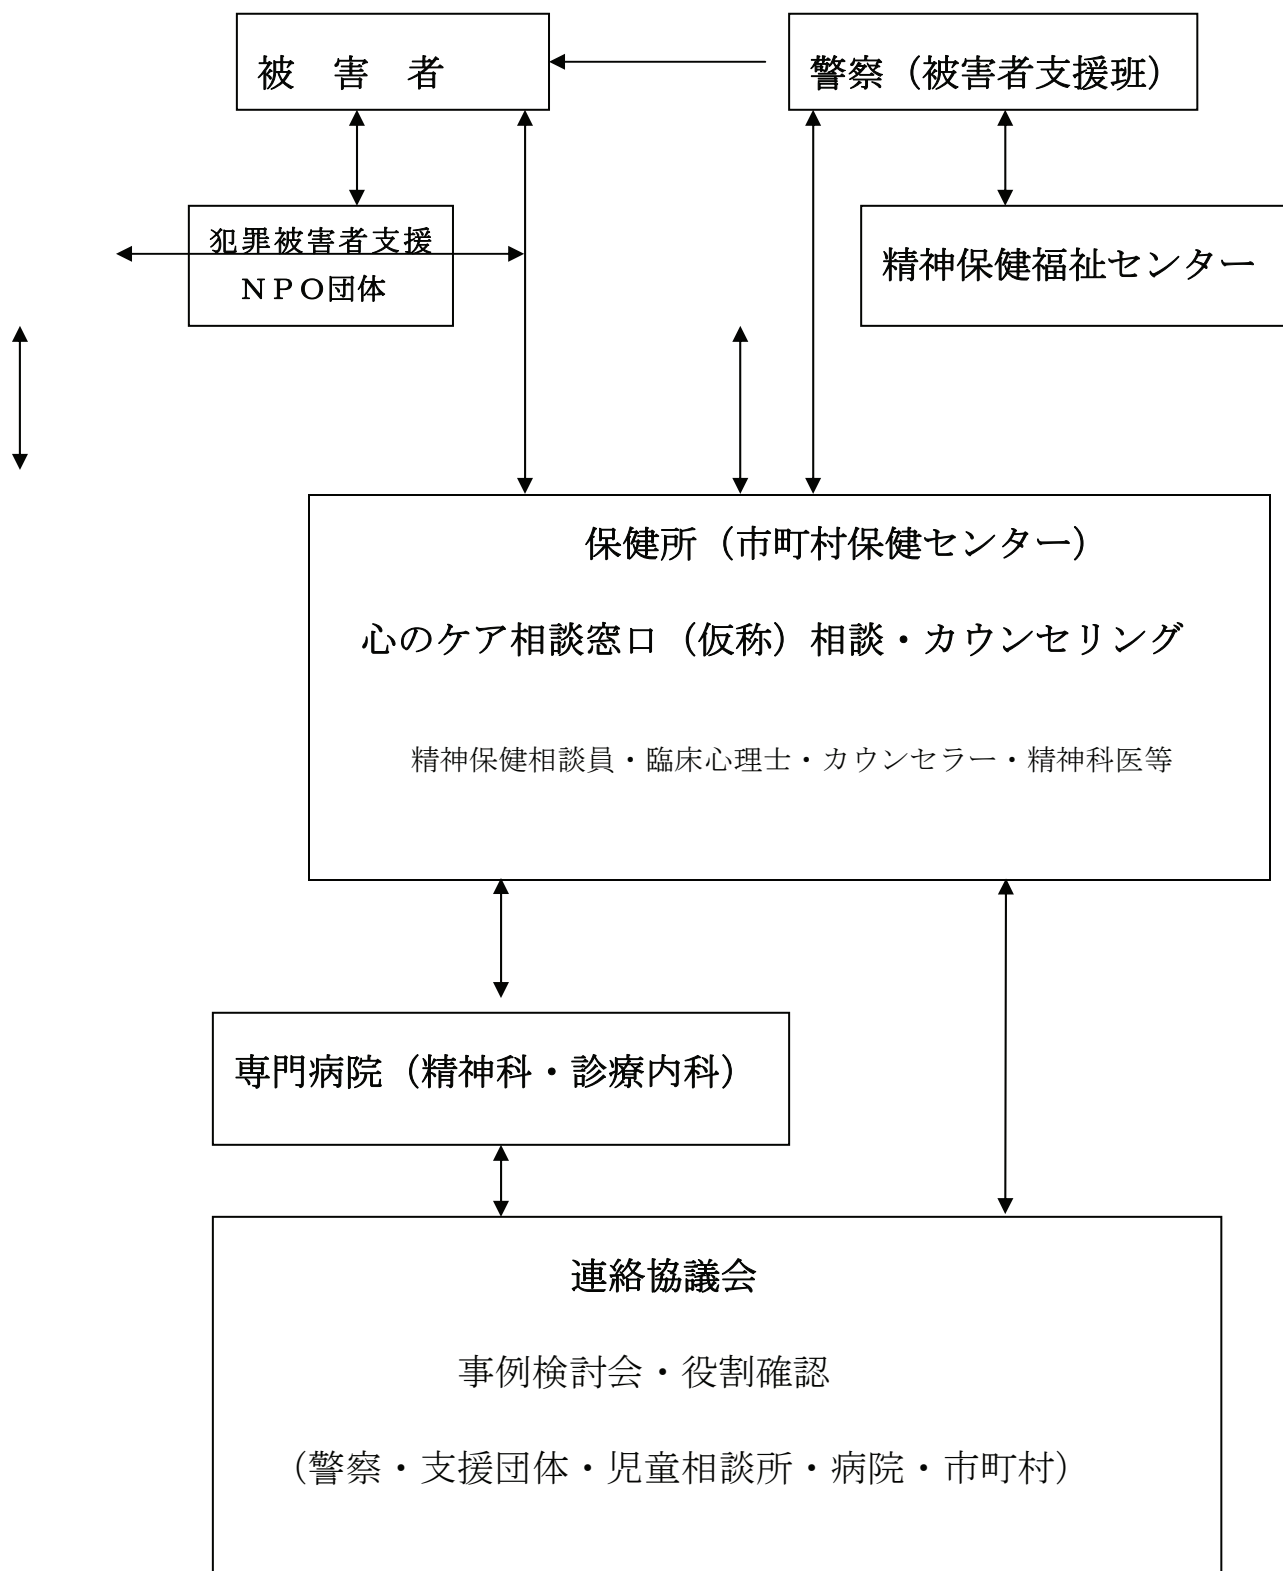 被　害　者
警察（被害者支援班）
犯罪被害者支援
ＮＰＯ団体
精神保健福祉センター
保健所（市町村保健センター）
心のケア相談窓口（仮称）相談・カウンセリング
精神保健相談員・臨床心理士・カウンセラー・精神科医等
専門病院（精神科・診療内科）
連絡協議会
事例検討会・役割確認
（警察・支援団体・児童相談所・病院・市町村）